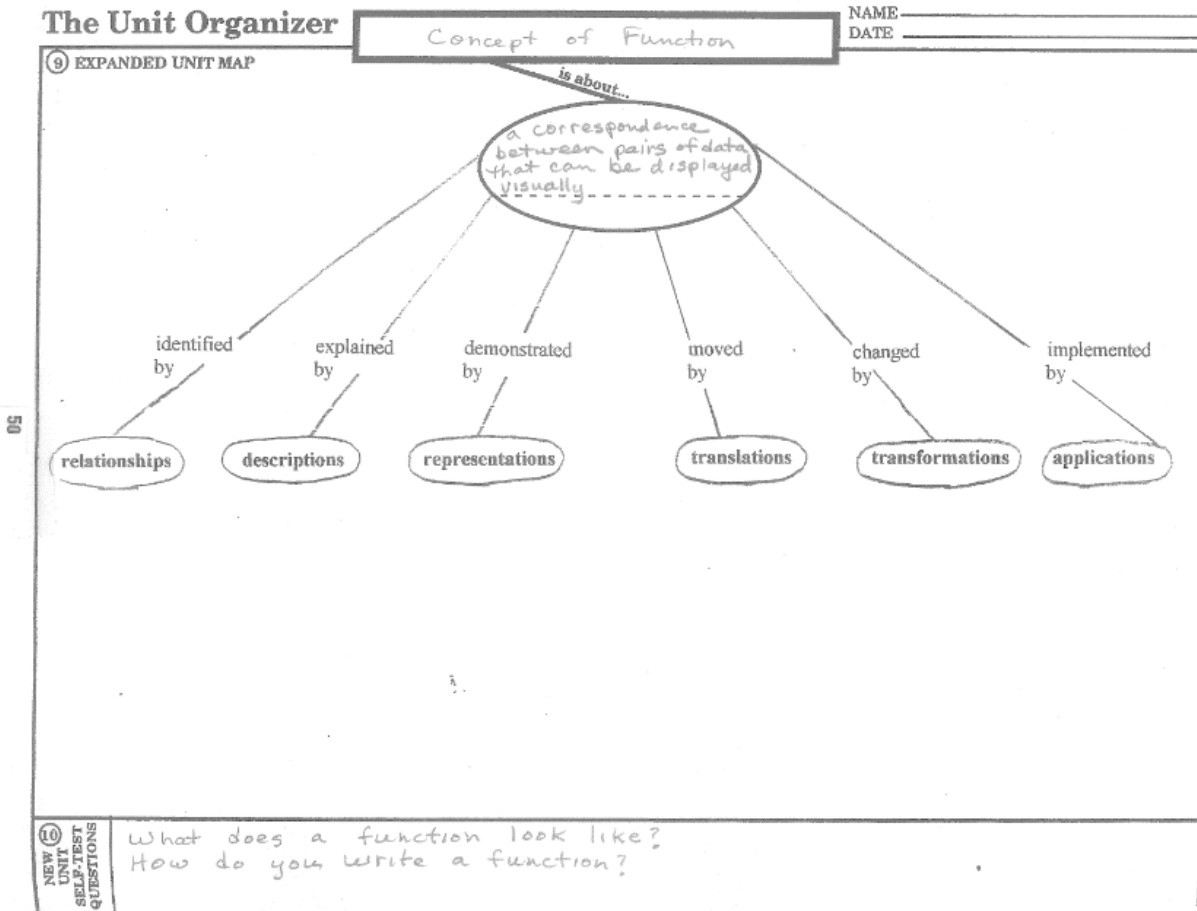 The Unit Organizer
Concept of Function
NAME
DATE
9 EXPANDED UNIT MAP
is about...
a correspondence
between pairs of data
that can be displayed
visually
identified
by
explained
by
demonstrated
by
moved
by
changed
by
implemented
by
relationships
descriptions
representations
translations
transformations
applications
50
10
NEW
UNIT
SELF-TEST
QUESTIONS
What does a function look like?
How do you write a function?